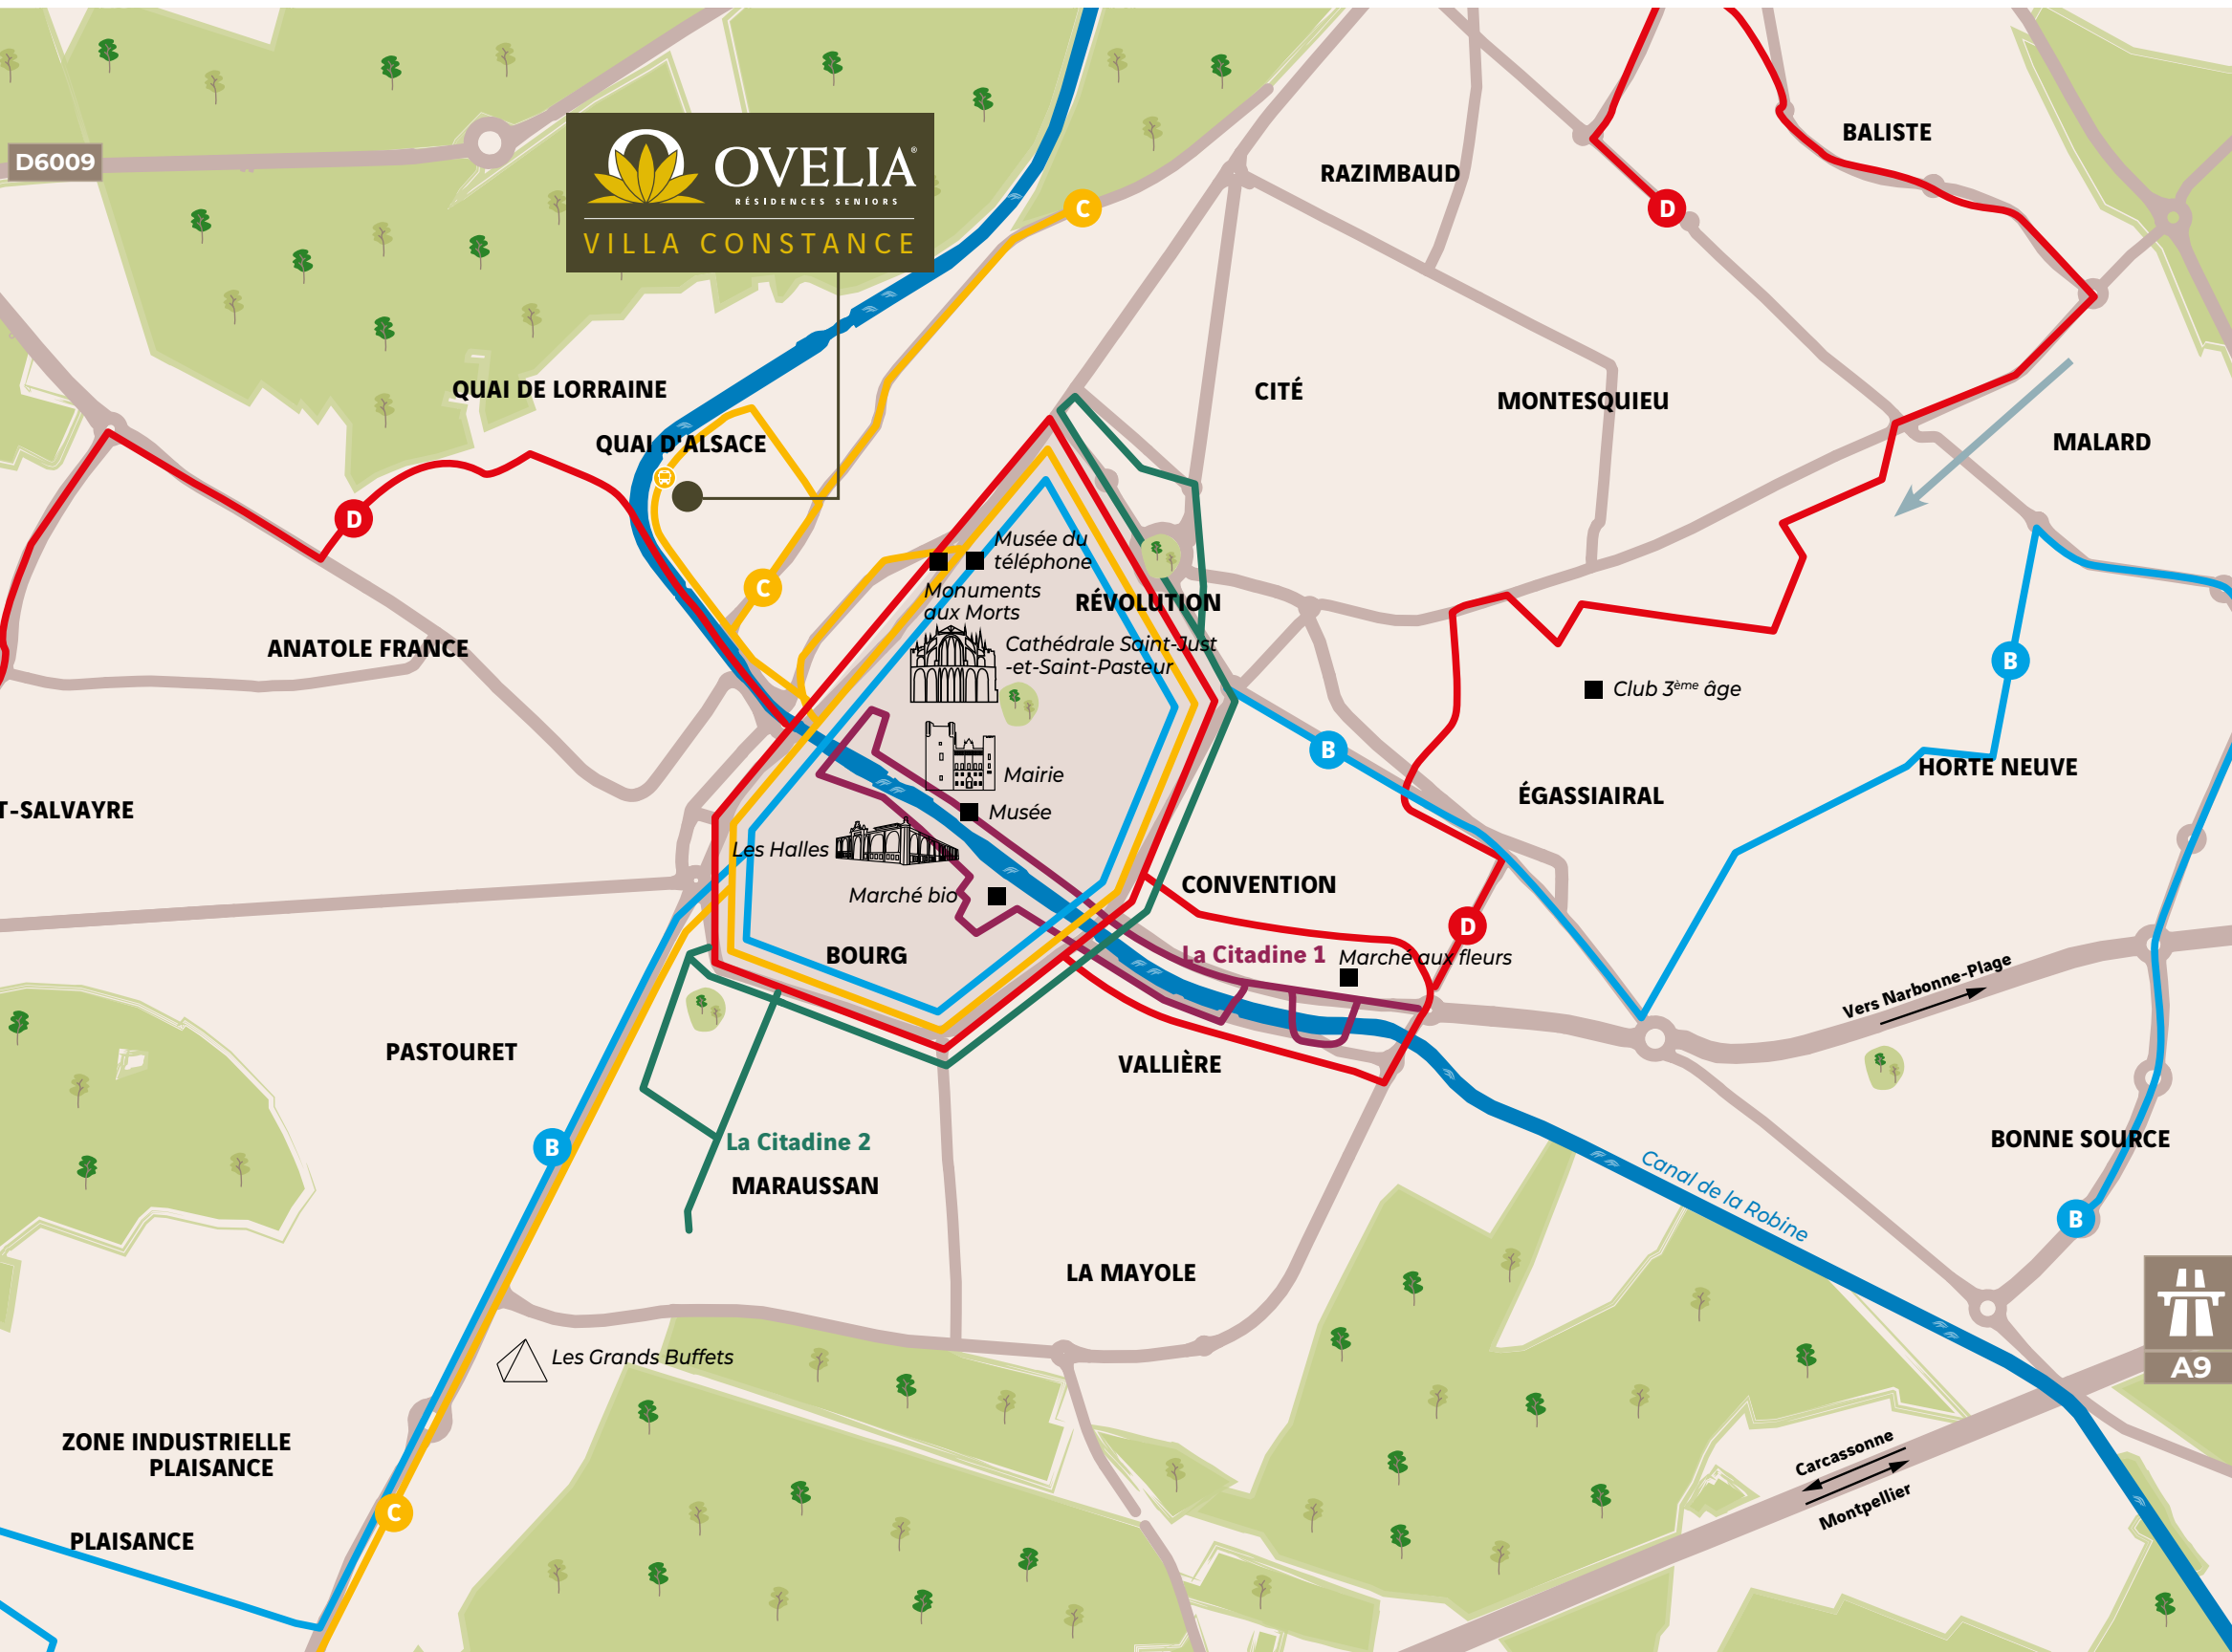 D6009
OVELIA®
RÉSIDENCES SENIORS
VILLA CONSTANCE
C
D
BALISTE
RAZIMBAUD
QUAI DE LORRAINE
CITÉ
MONTESQUIEU
MALARD
QUAI D'ALSACE
D
C
Musée du
téléphone
Monuments
aux Morts
RÉVOLUTION
Cathédrale Saint-Just
-et-Saint-Pasteur
ANATOLE FRANCE
B
Club 3ème âge
B
HORTE NEUVE
Mairie
ÉGASSIAIRAL
T-SALVAYRE
Musée
Les Halles
CONVENTION
Marché bio
D
BOURG
La Citadine 1
Marché aux fleurs
Vers Narbonne-Plage
PASTOURET
VALLIÈRE
B
La Citadine 2
BONNE SOURCE
MARAUSSAN
Canal de la Robine
B
LA MAYOLE
Les Grands Buffets
A9
ZONE INDUSTRIELLE
PLAISANCE
Carcassonne
Montpellier
C
PLAISANCE